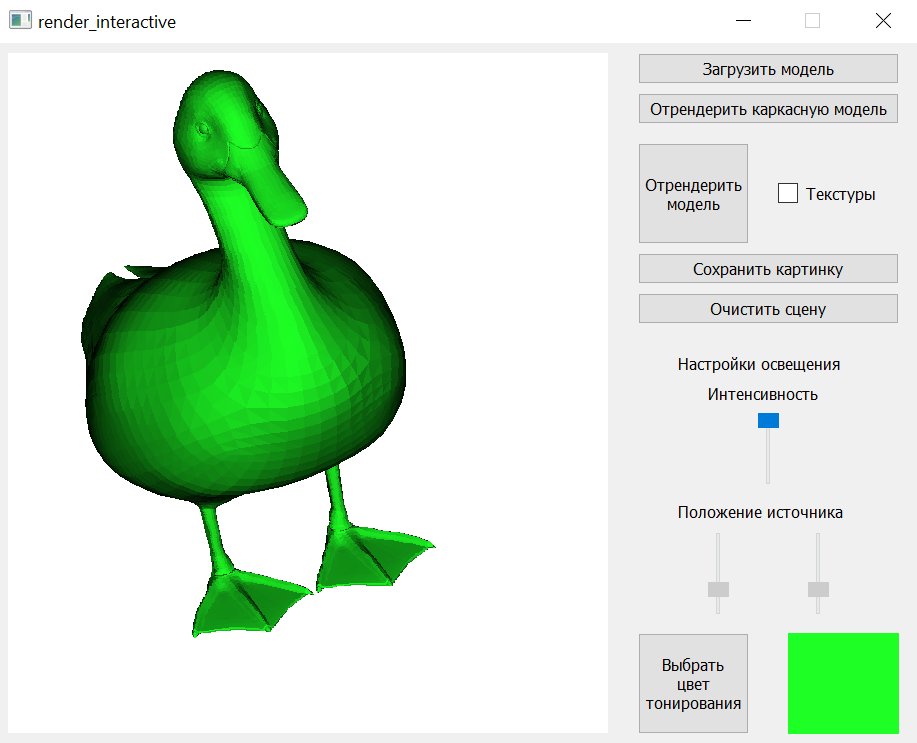 render_interactive
Загрузить модель
Отрендерить каркасную модель
Отрендерить
модель
Текстуры
Сохранить картинку
Очистить сцену
Настройки освещения
Интенсивность
Положение источника
Выбрать
цвет
тонирования